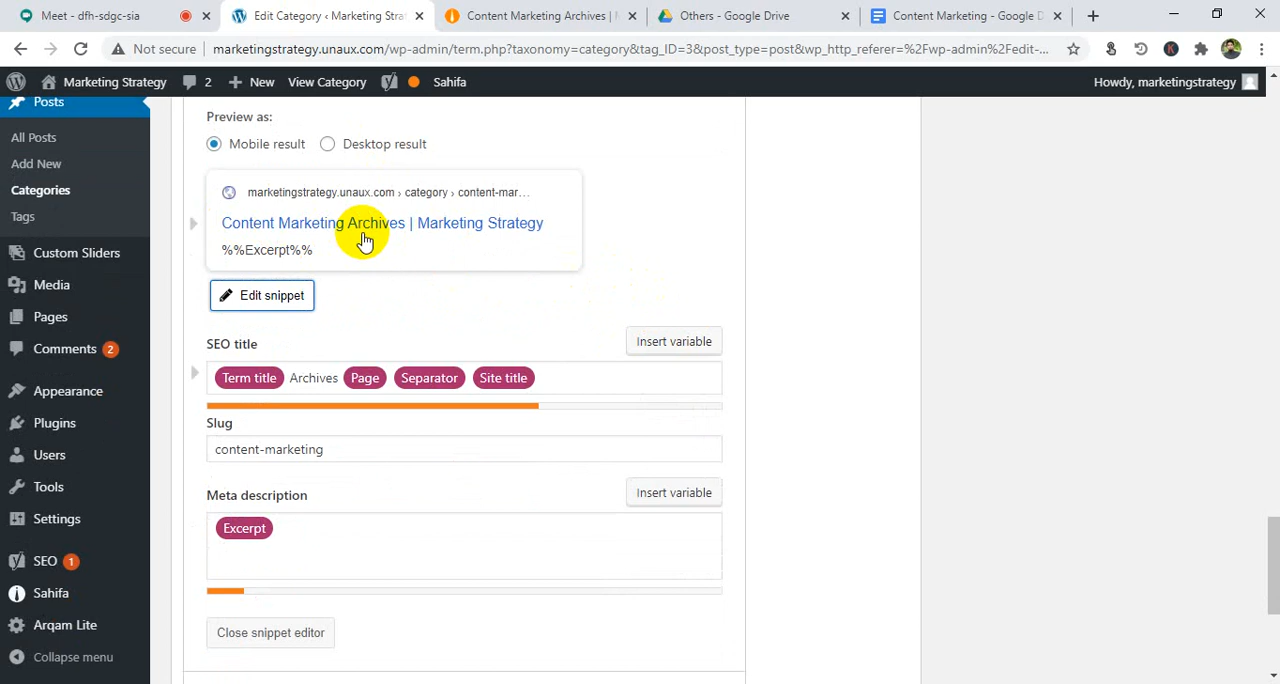 Meet - dfh-sdgc-sia
Edit Category ‹ Marketing Stra
Content Marketing Archives |
Others - Google Drive
Content Marketing - Google D
Not secure
marketingstrategy.unaux.com/wp-admin/term.php?taxonomy=category&tag_ID=3&post_type=post&wp_http_referer=%2Fwp-admin%2Fedit-...
Marketing Strategy
2
New
View Category
Sahifa
Howdy, marketingstrategy
Posts
All Posts
Add New
Categories
Tags
Custom Sliders
Media
Pages
Comments 2
Appearance
Plugins
Users
Tools
Settings
SEO 1
Sahifa
Arqam Lite
Collapse menu
Preview as:
Mobile result
Desktop result
marketingstrategy.unaux.com › category › content-mar...
Content Marketing Archives | Marketing Strategy
%%Excerpt%%
Edit snippet
SEO title
Insert variable
Term title Archives Page Separator Site title
Slug
content-marketing
Meta description
Insert variable
Excerpt
Close snippet editor